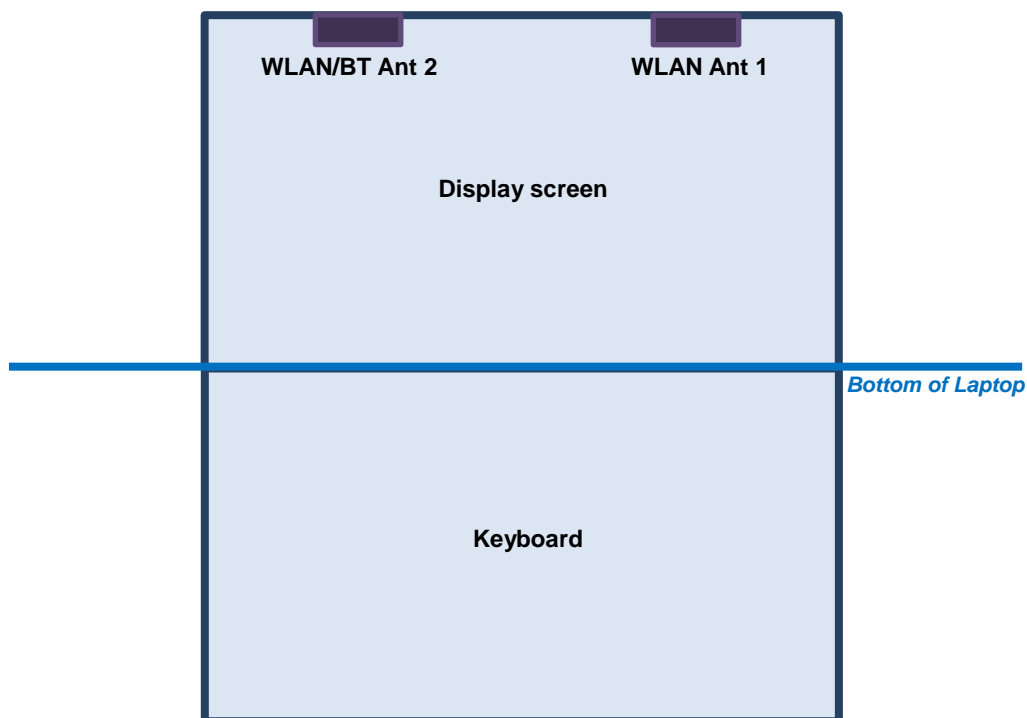 WLAN/BT Ant 2
WLAN Ant 1
Display screen
Bottom of Laptop
Keyboard